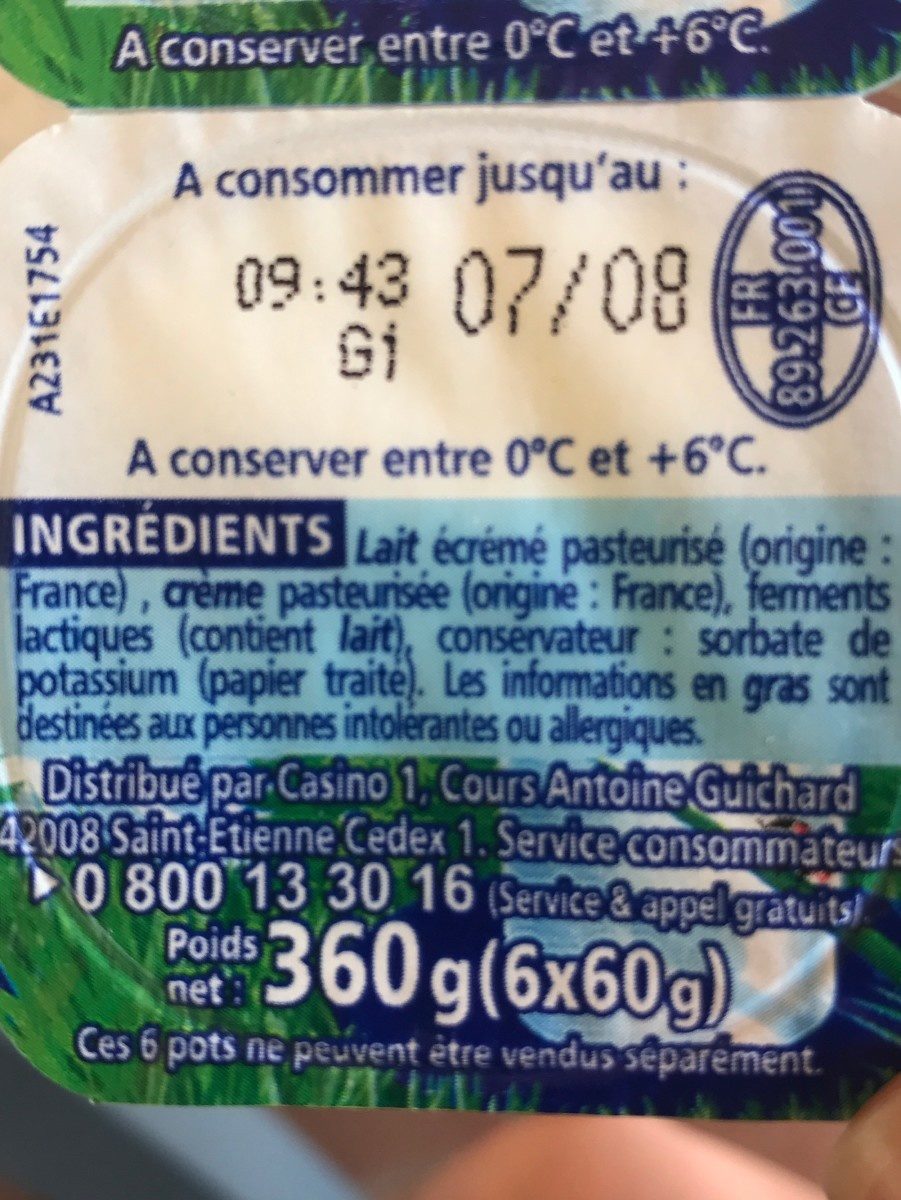 A conserver entre 0°C et +6°C.
A consommer jusqu'au :
A231E1754
09:43 07/08
Gi
FR
89.263.001
CE
A conserver entre 0°C et +6°C.
INGRÉDIENTS Lait écrémé pasteurisé (origine :
France) , crème pasteurisée (origine : France), ferments
lactiques (contient lait), conservateur : sorbate de
potassium (papier traité). Les informations en gras sont
destinées aux personnes intolérantes ou allergiques.
Distribué par Casino 1, Cours Antoine Guichard
42008 Saint-Etienne Cedex 1. Service consommateurs
0 800 13 30 16 (Service & appel gratuits).
Poids net : 360 g (6x60g)
Ces 6 pots ne peuvent être vendus séparément.